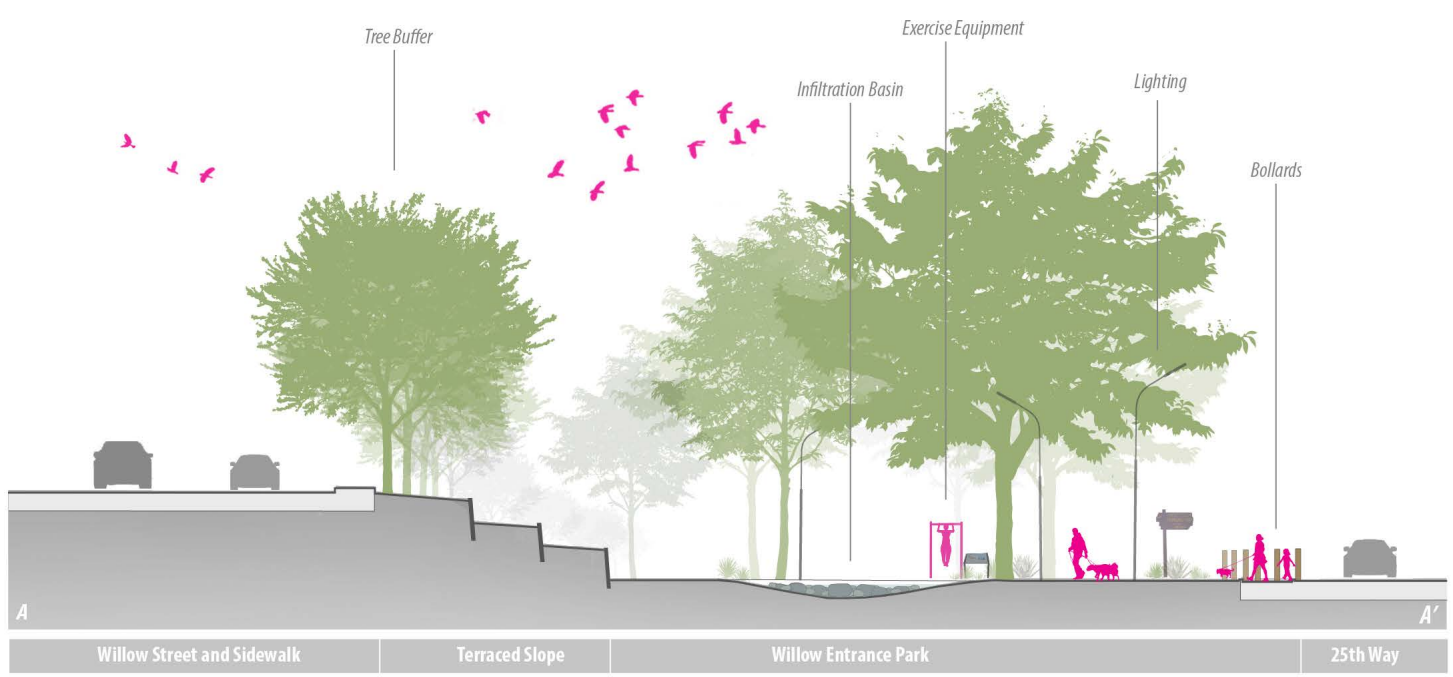 Exercise Equipment
Tree Buffer
Lighting
Infiltration Basin
Bollards
A
A'
Willow Street and Sidewalk
Terraced Slope
Willow Entrance Park
25th Way